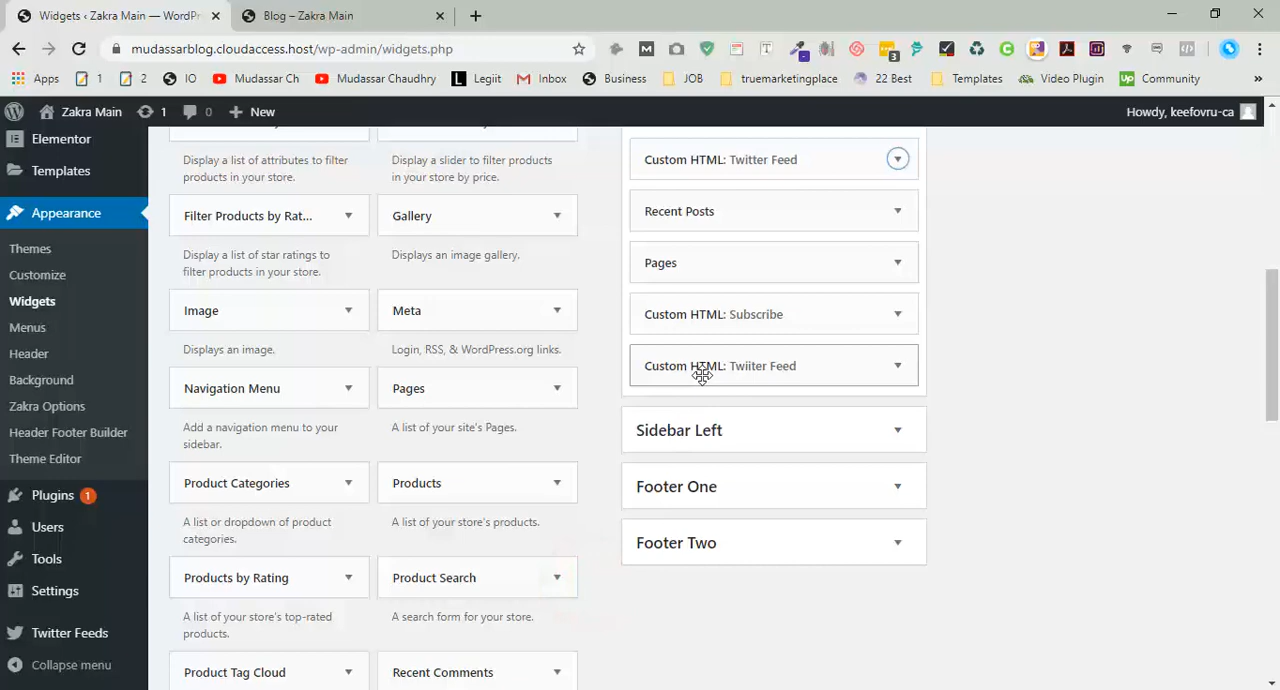 Widgets ‹ Zakra Main — WordPr
Blog – Zakra Main
mudassarblog.cloudaccess.host/wp-admin/widgets.php
Apps
1
2
IO
Mudassar Ch
Mudassar Chaudhry
Legiit
Inbox
Business
JOB
truemarketplace
22 Best
Templates
Video Plugin
Community
Zakra Main
1
0
New
Howdy, keefovru-ca
Elementor
Templates
Appearance
Themes
Customize
Widgets
Menus
Header
Background
Zakra Options
Header Footer Builder
Theme Editor
Plugins 1
Users
Tools
Settings
Twitter Feeds
Collapse menu
Display a list of attributes to filter
products in your store.
Display a slider to filter products
in your store by price.
Filter Products by Rat...
Gallery
Display a list of star ratings to
filter products in your store.
Displays an image gallery.
Image
Meta
Displays an image.
Login, RSS, & WordPress.org links.
Navigation Menu
Pages
Add a navigation menu to your
sidebar.
A list of your site's Pages.
Product Categories
Products
A list or dropdown of product
categories.
A list of your store's products.
Products by Rating
Product Search
A list of your store's top-rated
products.
A search form for your store.
Product Tag Cloud
Recent Comments
Custom HTML: Twitter Feed
Recent Posts
Pages
Custom HTML: Subscribe
Custom HTML: Twiiter Feed
Sidebar Left
Footer One
Footer Two